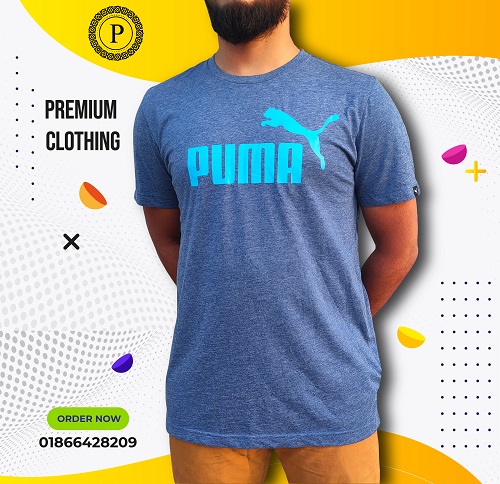 P
PREMIUM
CLOTHING
PUMA
ORDER NOW
01866428209